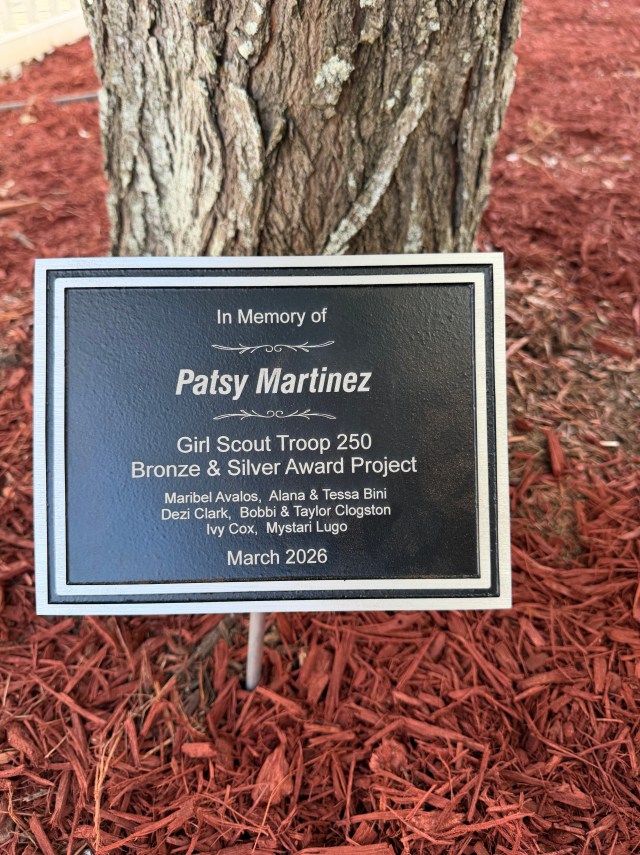 In Memory of
Patsy Martinez
Girl Scout Troop 250
Bronze & Silver Award Project
Maribel Avalos, Alana & Tessa Bini
Dezi Clark, Bobbi & Taylor Clogston
Ivy Cox, Mystari Lugo
March 2026